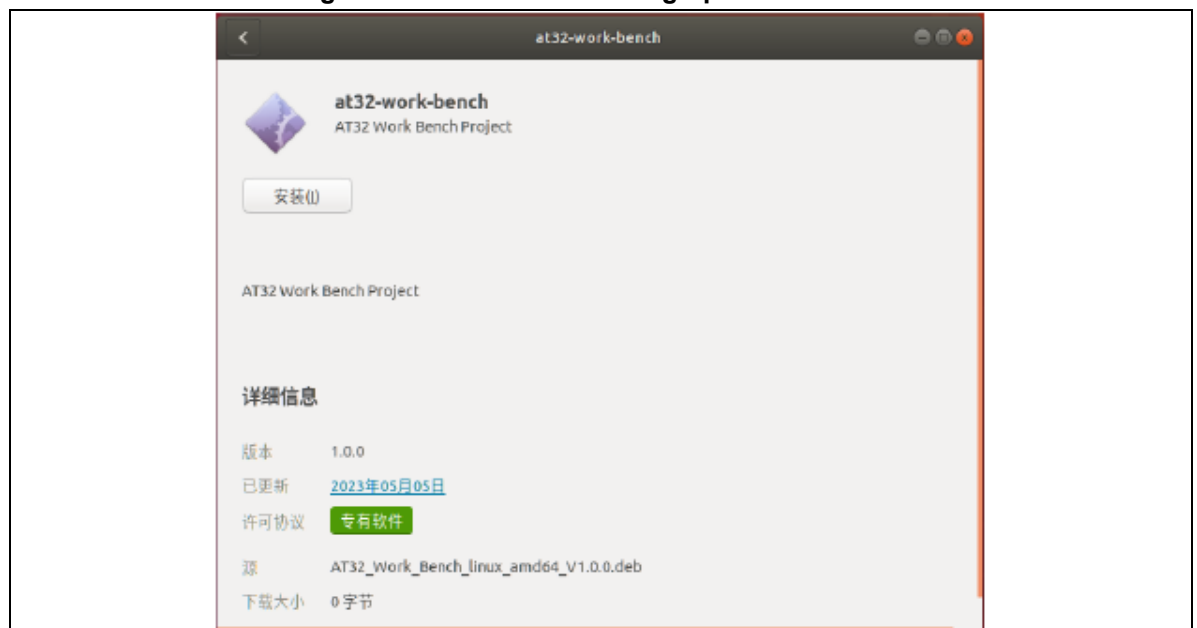 at32-work-bench
at32-work-bench
AT32 Work Bench Project
安装(I)
AT32 Work Bench Project
详细信息
版本 1.0.0
已更新 2023年05月05日
许可协议 专有软件
源 AT32_Work_Bench_linux_amd64_V1.0.0.deb
下载大小 0 字节